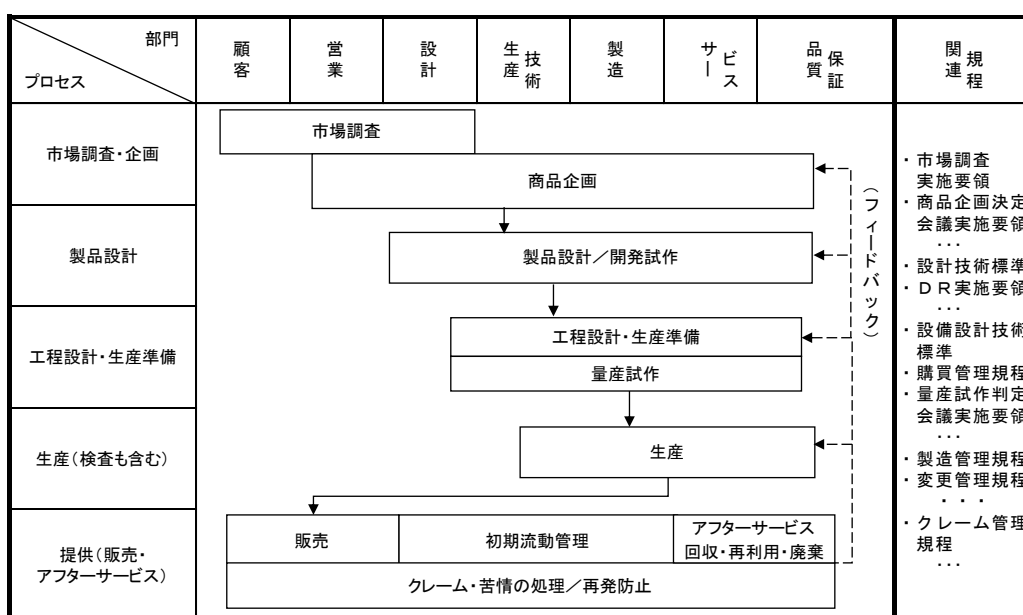 部門
プロセス
顧客
営業
設計
生産技術
製造
サービス
品質保証
関連規程
市場調査・企画
市場調査
商品企画
製品設計
製品設計／開発試作
工程設計・生産準備
工程設計・生産準備
量産試作
生産（検査も含む）
生産
提供（販売・
アフターサービス）
販売
初期流動管理
アフターサービス
回収・再利用・廃棄
クレーム・苦情の処理／再発防止
（フィードバック）
・市場調査
実施要領
・商品企画決定
会議実施要領
・・・
・設計技術標準
・ＤＲ実施要領
・・・
・設備設計技術
標準
・購買管理規程
・量産試作判定
会議実施要領
・・・
・製造管理規程
・変更管理規程
・・・
・クレーム管理
規程
・・・